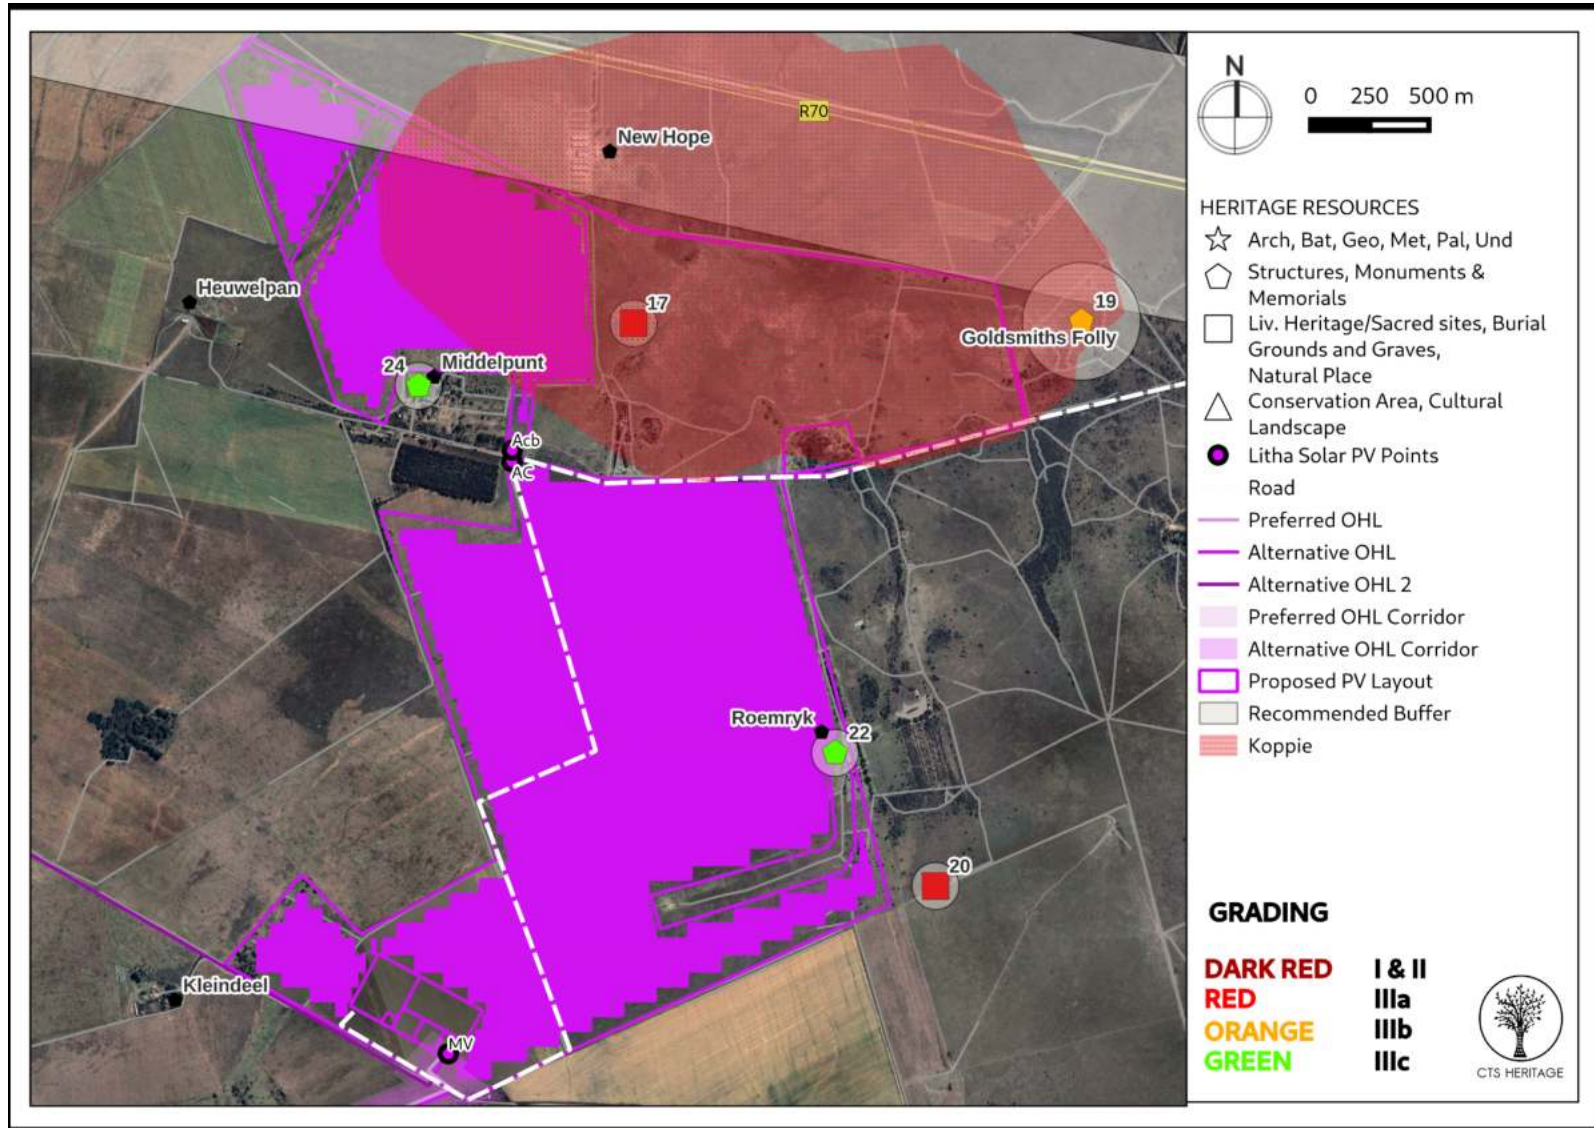 R70
New Hope
Heuwelpan
17
19
Goldsmiths Folly
24
Middelpunt
Acb
AC
Roemryk
22
20
Kleindeel
MV
N
0 250 500 m
HERITAGE RESOURCES
Arch, Bat, Geo, Met, Pal, Und
Structures, Monuments &
Memorials
Liv. Heritage/Sacred sites, Burial
Grounds and Graves,
Natural Place
Conservation Area, Cultural
Landscape
Litha Solar PV Points
Road
Preferred OHL
Alternative OHL
Alternative OHL 2
Preferred OHL Corridor
Alternative OHL Corridor
Proposed PV Layout
Recommended Buffer
Koppie
GRADING
DARK RED I & II
RED IIIa
ORANGE IIIb
GREEN IIIc
CTS HERITAGE